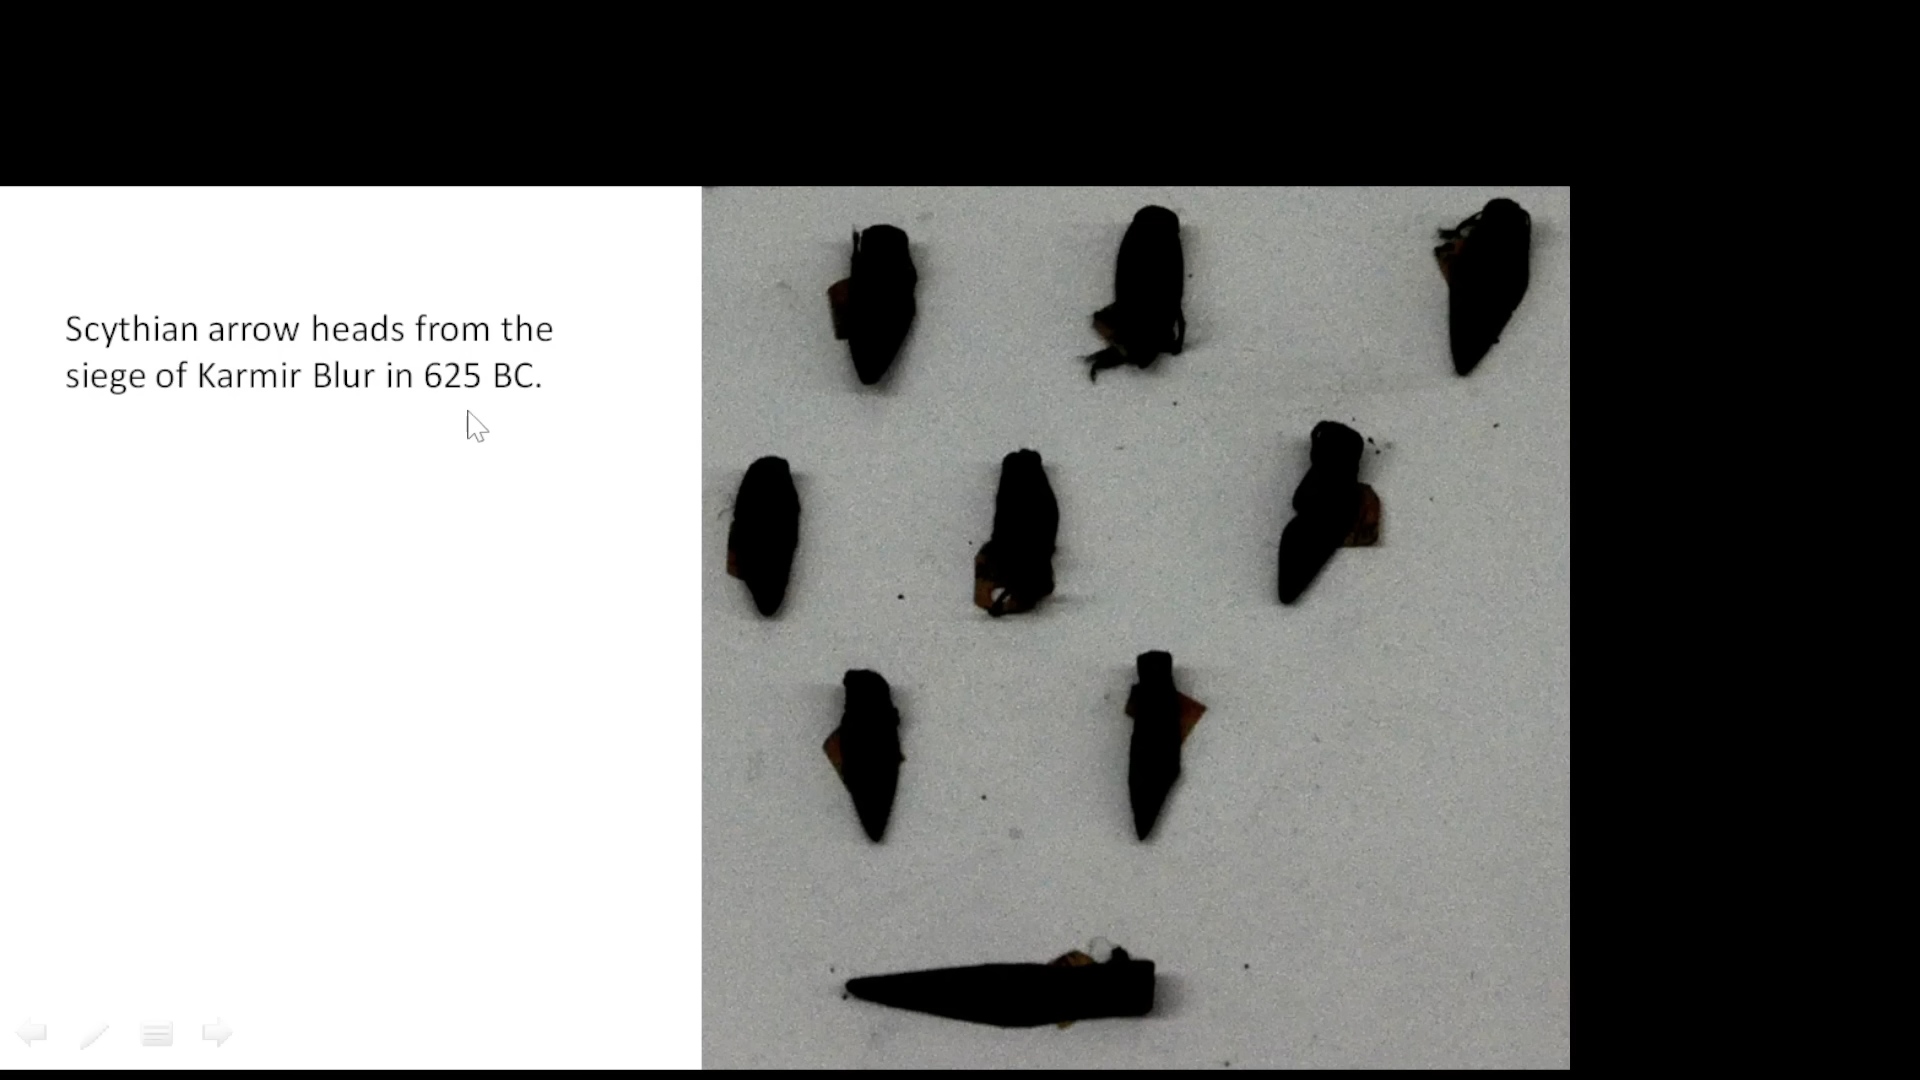 Scythian arrow heads from the
siege of Karmir Blur in 625 BC.